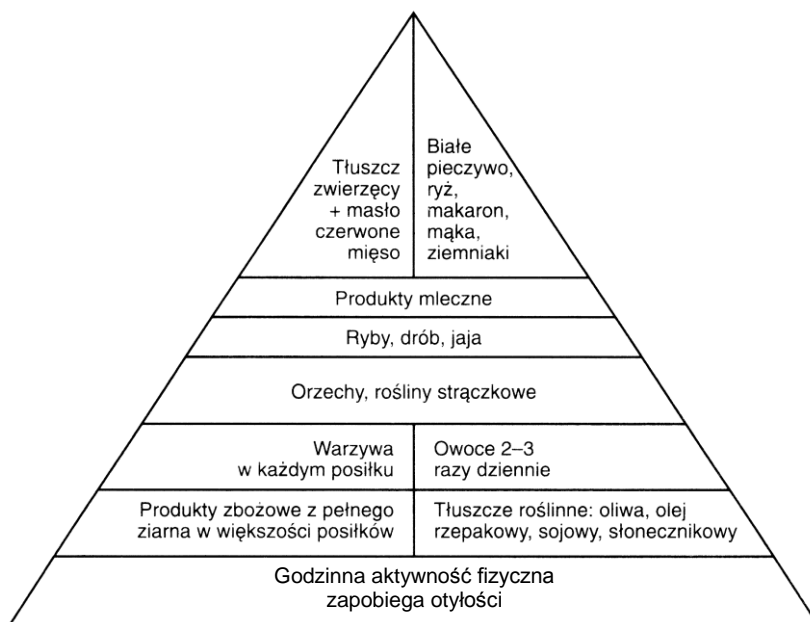 Tłuszcz
zwierzęcy
+ masło
czerwone
mięso
Białe
pieczywo,
ryż,
makaron,
mąka,
ziemniaki
Produkty mleczne
Ryby, drób, jaja
Orzechy, rośliny strączkowe
Warzywa
w każdym posiłku
Owoce 2–3
razy dziennie
Produkty zbożowe z pełnego
ziarna w większości posiłków
Tłuszcze roślinne: oliwa, olej
rzepakowy, sojowy, słonecznikowy
Godzinna aktywność fizyczna
zapobiega otyłości